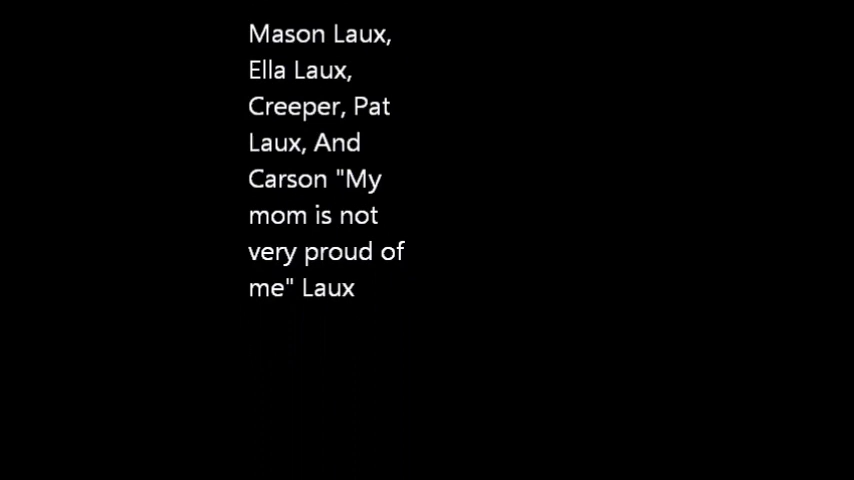 Mason Laux,
Ella Laux,
Creeper, Pat
Laux, And
Carson "My
mom is not
very proud of
me" Laux